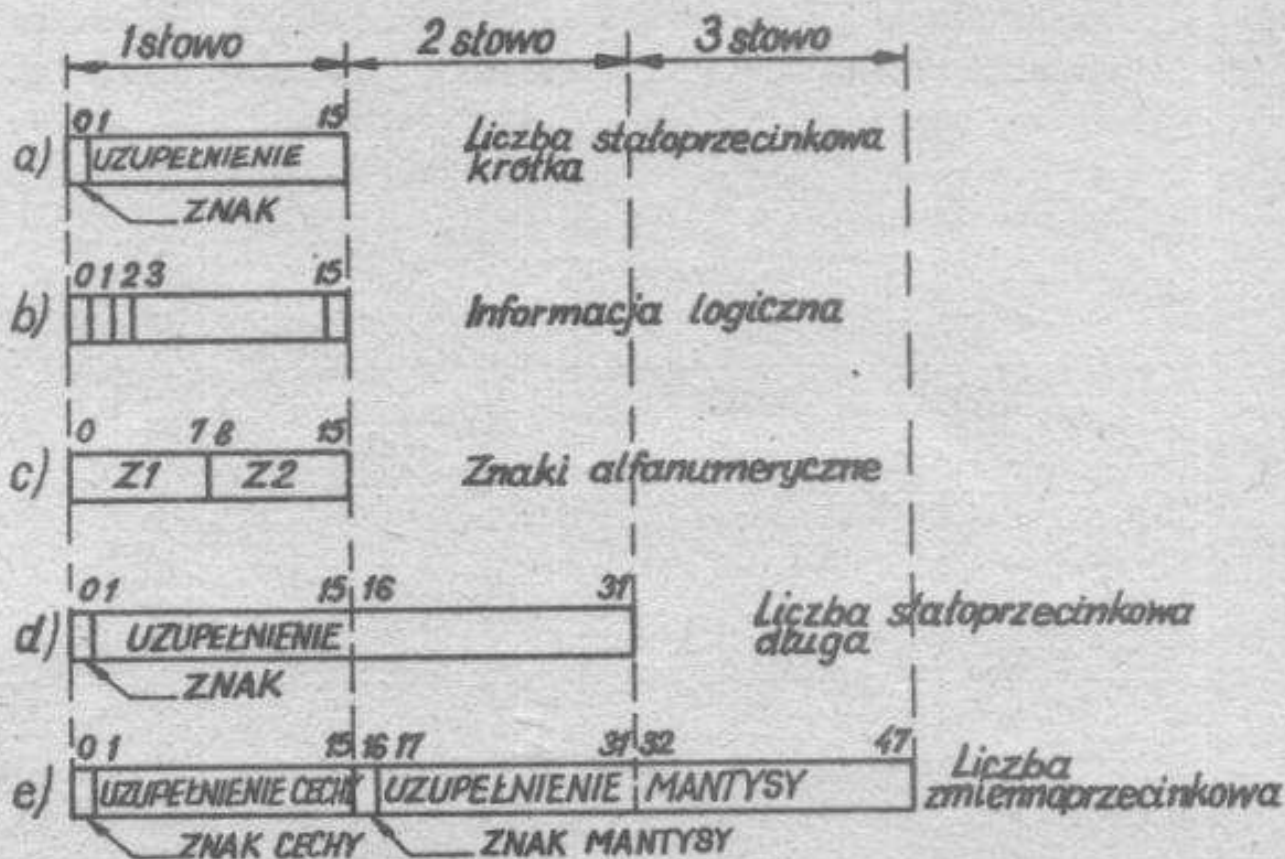 1 słowo 2 słowo 3 słowo
0 1 15
a) UZUPEŁNIENIE
ZNAK
Liczba stałoprzecinkowa
krótka
0 1 2 3 15
b) Informacja logiczna
0 7 8 15
c) Z1 Z2 Znaki alfanumeryczne
0 1 15 16 31
d) UZUPEŁNIENIE
ZNAK
Liczba stałoprzecinkowa
długa
0 1 15 16 17 31 32 47
e) UZUPEŁNIENIE CECHY UZUPEŁNIENIE MANTYSY
ZNAK CECHY ZNAK MANTYSY
Liczba
zmiennoprzecinkowa